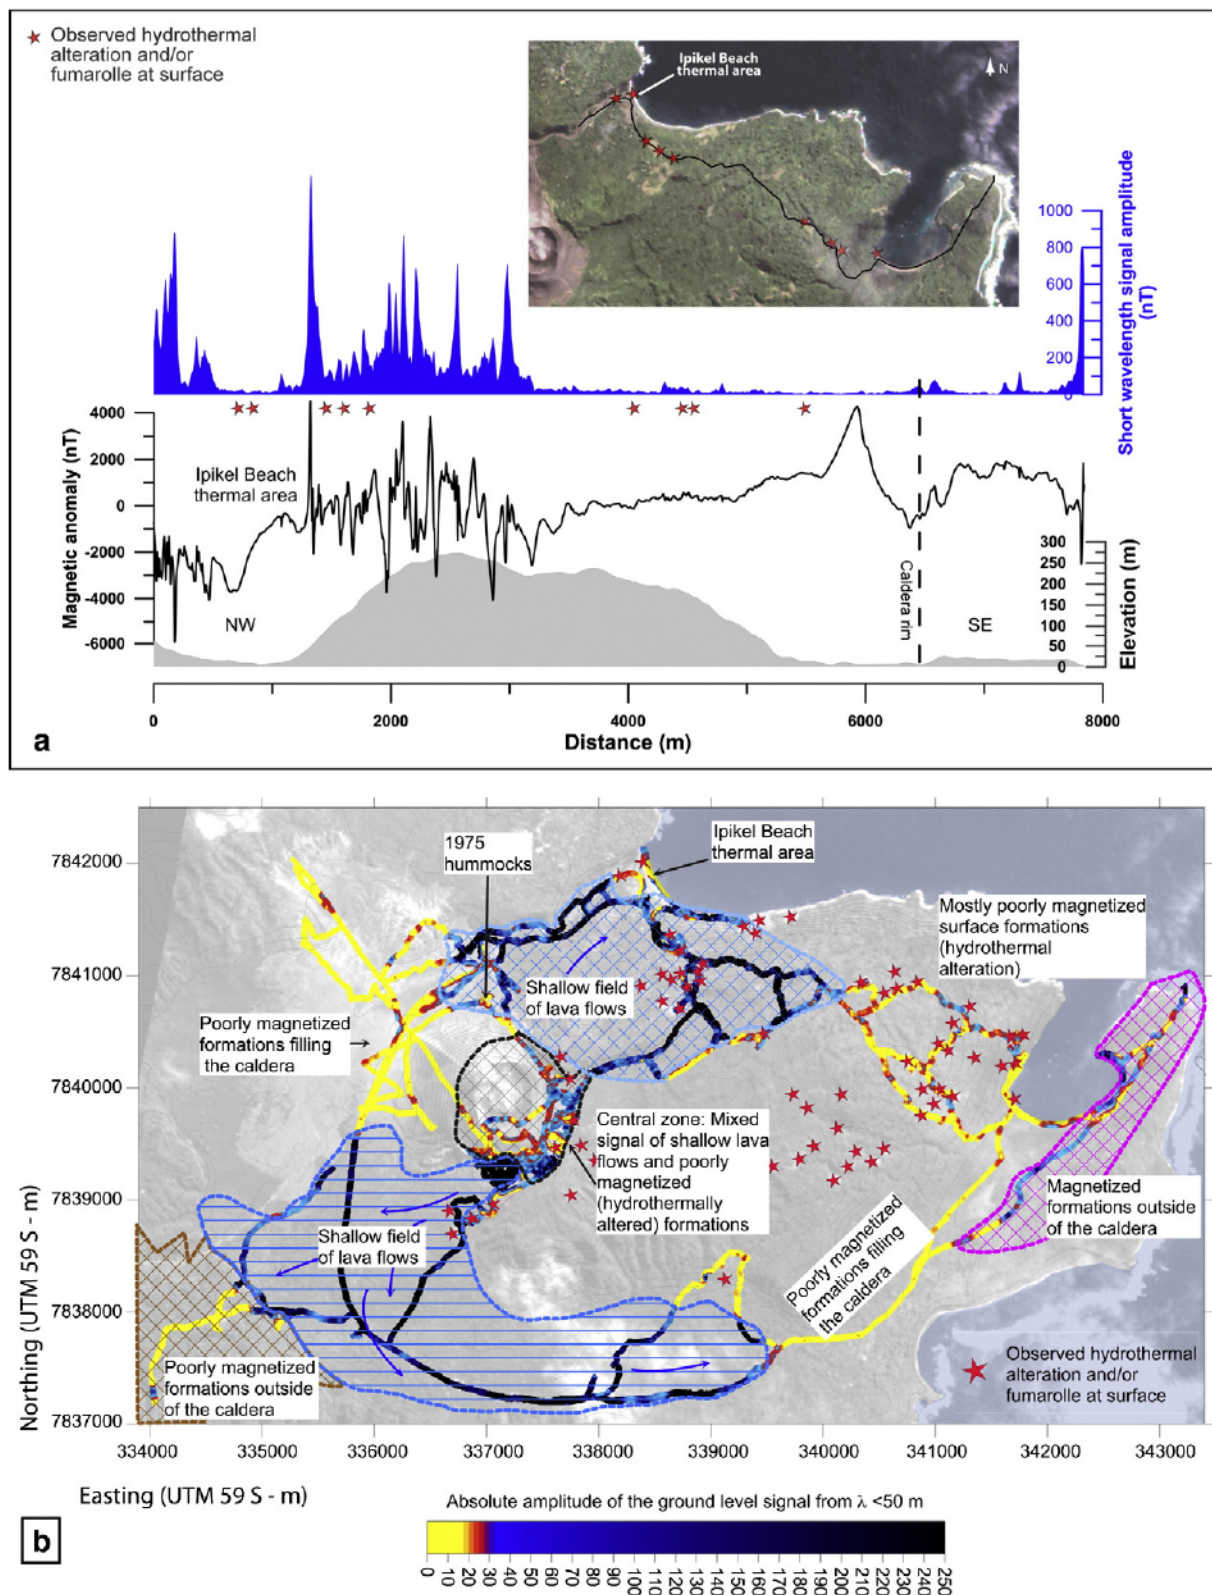 Observed hydrothermal
alteration and/or
fumarolle at surface
Ipikel Beach
thermal area
N
1000
800
600
400
200
0
Short wavelength signal amplitude
(nT)
4000
2000
0
-2000
-4000
-6000
Magnetic anomaly (nT)
Ipikel Beach
thermal area
NW
Caldera rim
SE
300
250
200
150
100
50
0
Elevation (m)
0
2000
4000
6000
8000
Distance (m)
a
7842000
7841000
7840000
7839000
7838000
7837000
Northing (UTM 59 S - m)
1975
hummocks
Ipikel Beach
thermal area
Mostly poorly magnetized
surface formations
(hydrothermal
alteration)
Shallow field
of lava flows
Poorly magnetized
formations filling
the caldera
Central zone: Mixed
signal of shallow lava
flows and poorly
magnetized
(hydrothermally
altered) formations
Magnetized
formations outside
of the caldera
Shallow field
of lava flows
Poorly magnetized
formations filling
the caldera
Poorly magnetized
formations outside
of the caldera
Observed hydrothermal
alteration and/or
fumarolle at surface
334000
335000
336000
337000
338000
339000
340000
341000
342000
343000
Easting (UTM 59 S - m)
Absolute amplitude of the ground level signal from λ <50 m
0
10
20
30
40
50
60
70
80
90
100
110
120
130
140
150
160
170
180
190
200
210
220
230
240
250
b